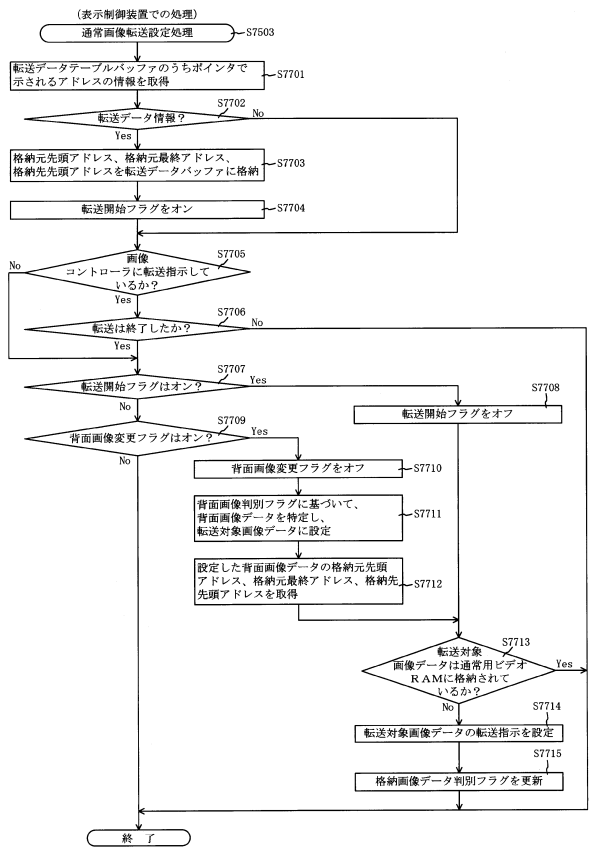 (表示制御装置での処理)
通常画像転送設定処理
S7503
転送データテーブルバッファのうちポインタで
示されるアドレスの情報を取得
S7701
S7702
転送データ情報?
No
Yes
格納元先頭アドレス、格納元最終アドレス、
格納先先頭アドレスを転送データバッファに格納
S7703
転送開始フラグをオン
S7704
S7705
画像
コントローラに転送指示して
いるか?
No
Yes
S7706
転送は終了したか?
No
Yes
S7707
転送開始フラグはオン?
Yes
No
S7708
転送開始フラグをオフ
S7709
背面画像変更フラグはオン?
Yes
No
背面画像変更フラグをオフ
S7710
背面画像判別フラグに基づいて、
背面画像データを特定し、
転送対象画像データに設定
S7711
設定した背面画像データの格納元先頭
アドレス、格納元最終アドレス、格納先
先頭アドレスを取得
S7712
S7713
転送対象
画像データは通常用ビデオ
RAMに格納されて
いるか?
Yes
No
S7714
転送対象画像データの転送指示を設定
S7715
格納画像データ判別フラグを更新
終 了